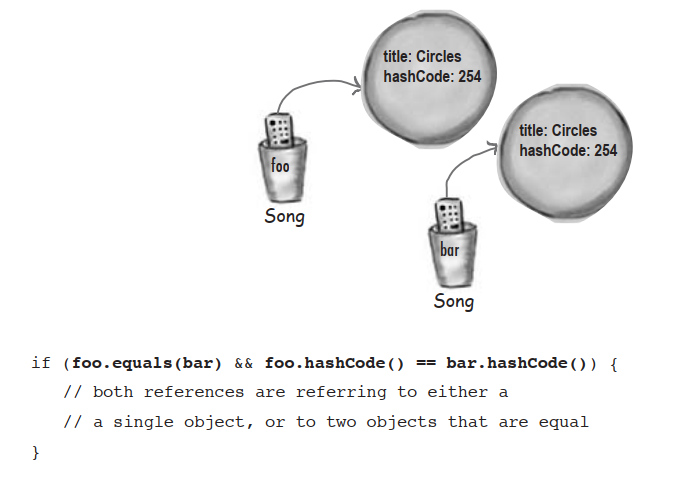 title: Circles
hashCode: 254
title: Circles
hashCode: 254
foo
Song
bar
Song
if (foo.equals(bar) && foo.hashCode() == bar.hashCode()) {
// both references are referring to either a
// a single object, or to two objects that are equal
}